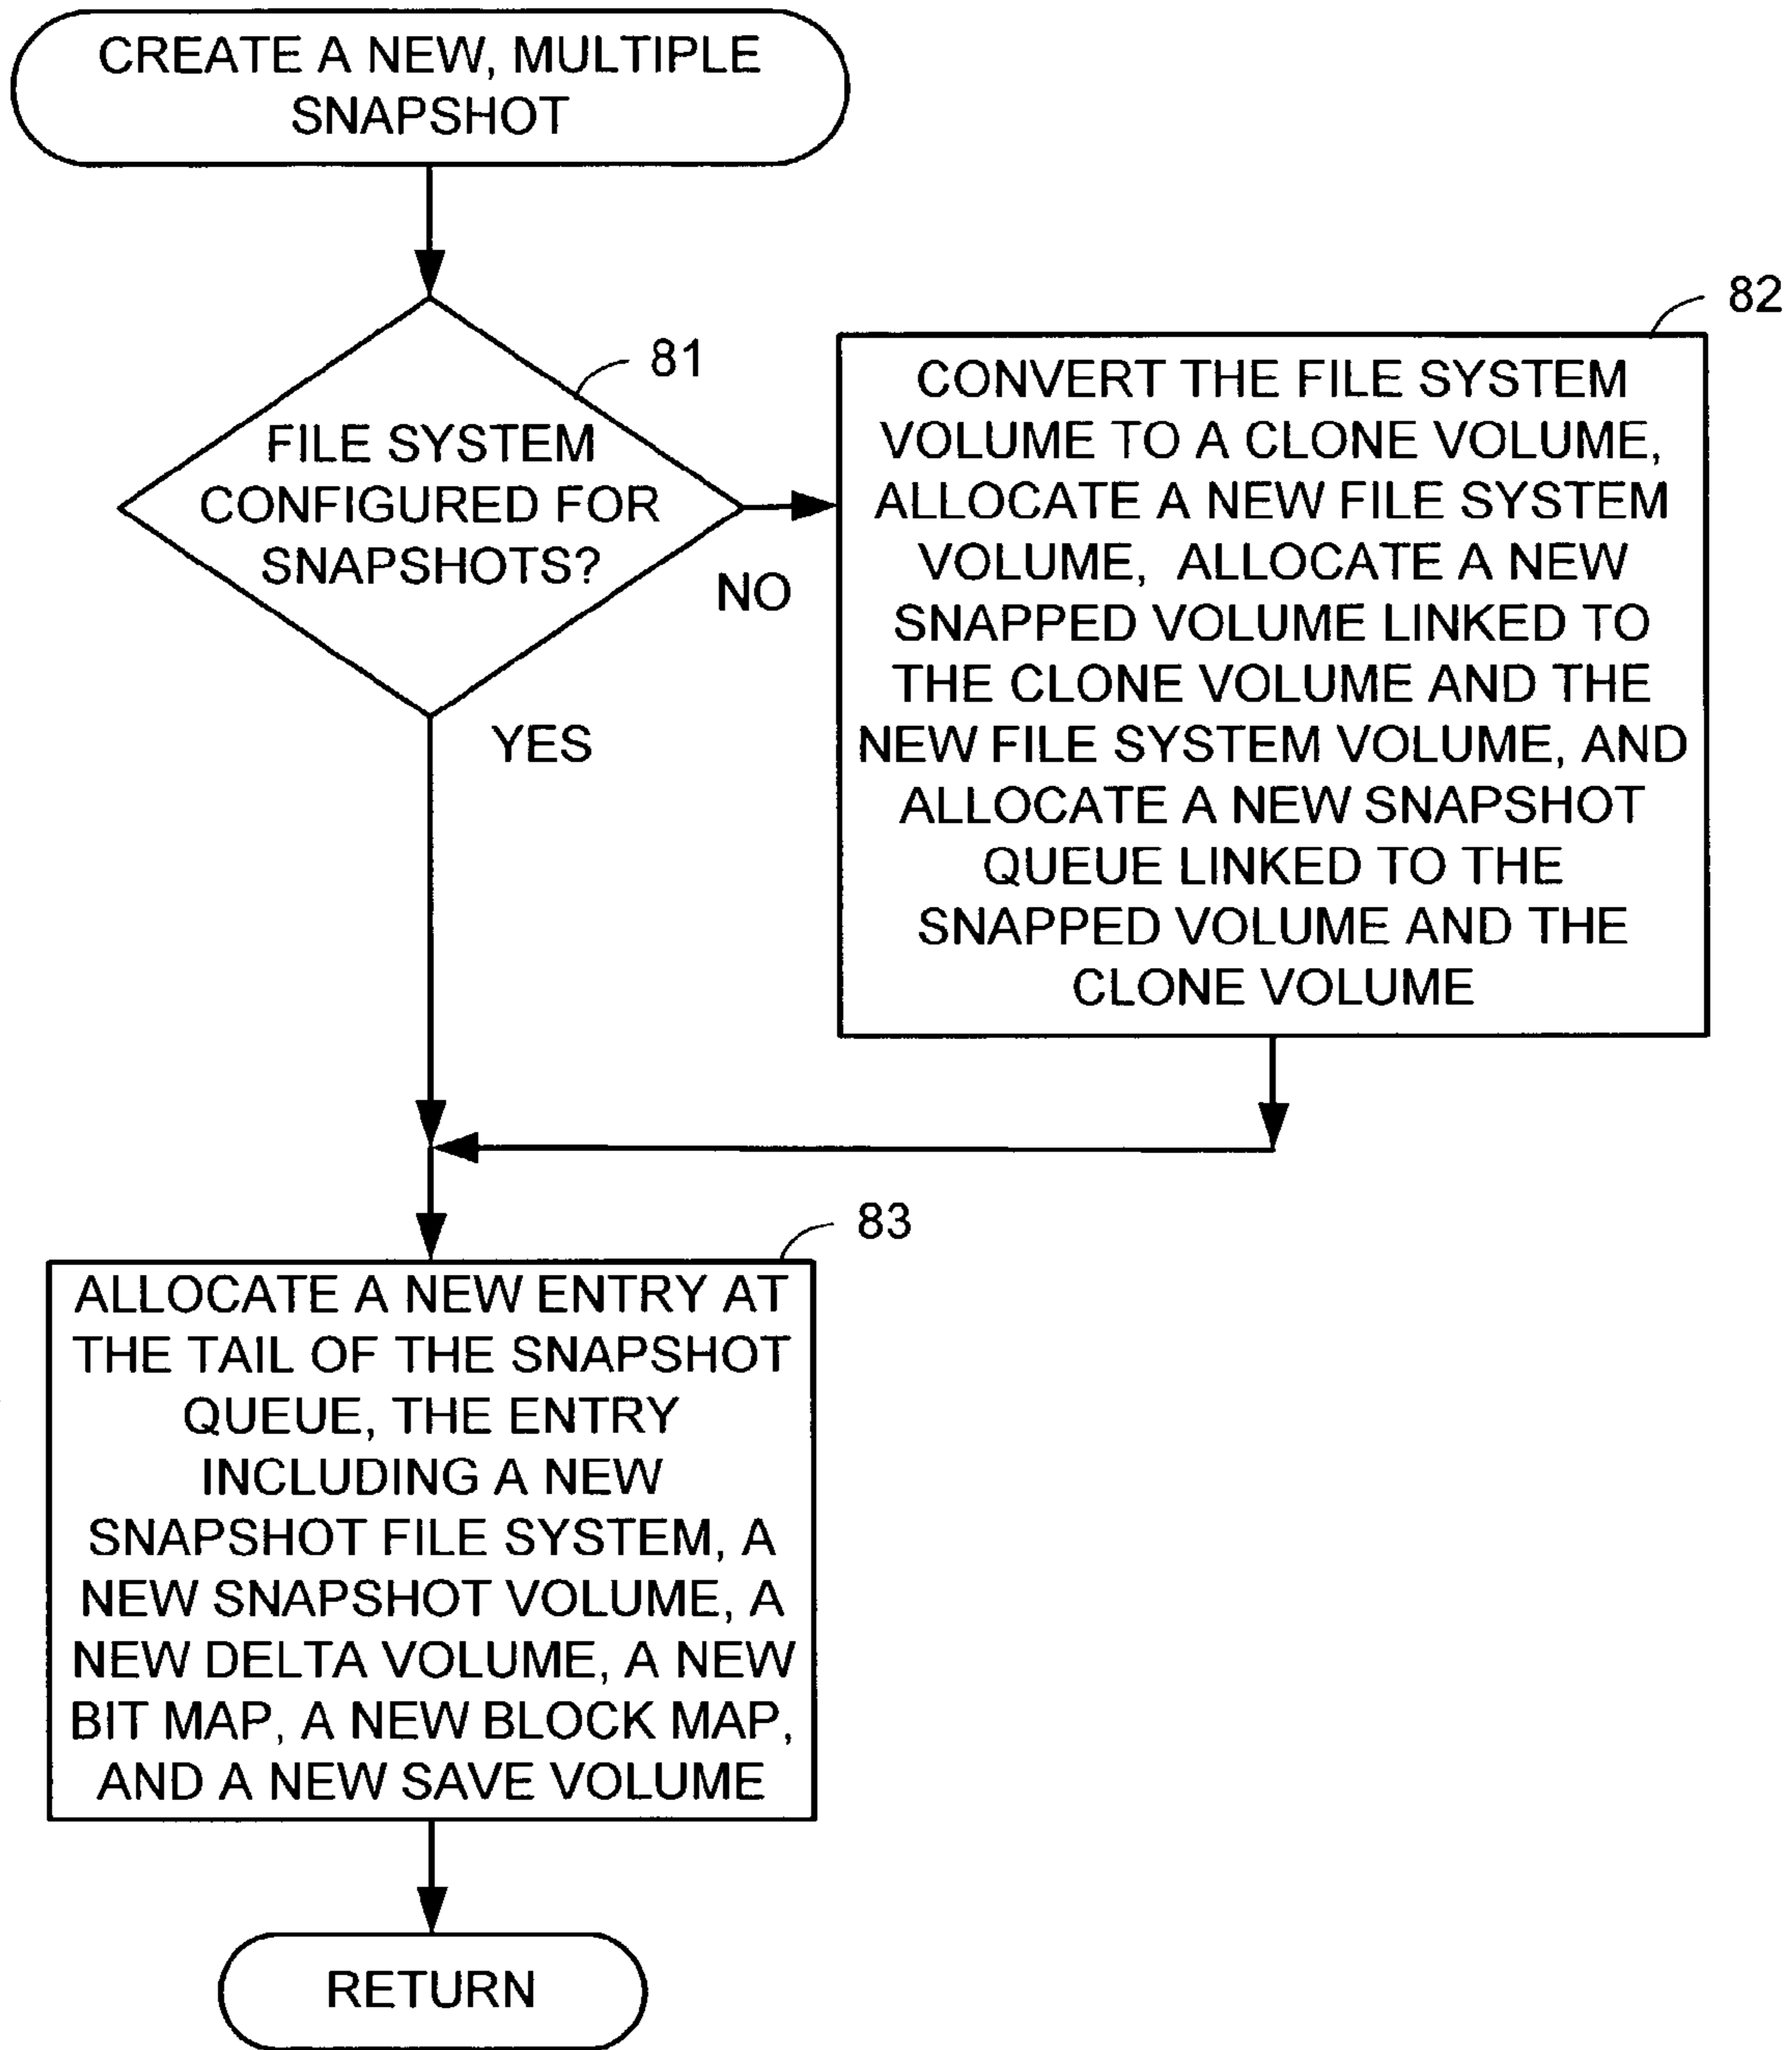 CREATE A NEW, MULTIPLE
SNAPSHOT
81
FILE SYSTEM
CONFIGURED FOR
SNAPSHOTS?
NO
YES
82
CONVERT THE FILE SYSTEM
VOLUME TO A CLONE VOLUME,
ALLOCATE A NEW FILE SYSTEM
VOLUME, ALLOCATE A NEW
SNAPPED VOLUME LINKED TO
THE CLONE VOLUME AND THE
NEW FILE SYSTEM VOLUME, AND
ALLOCATE A NEW SNAPSHOT
QUEUE LINKED TO THE
SNAPPED VOLUME AND THE
CLONE VOLUME
83
ALLOCATE A NEW ENTRY AT
THE TAIL OF THE SNAPSHOT
QUEUE, THE ENTRY
INCLUDING A NEW
SNAPSHOT FILE SYSTEM, A
NEW SNAPSHOT VOLUME, A
NEW DELTA VOLUME, A NEW
BIT MAP, A NEW BLOCK MAP,
AND A NEW SAVE VOLUME
RETURN